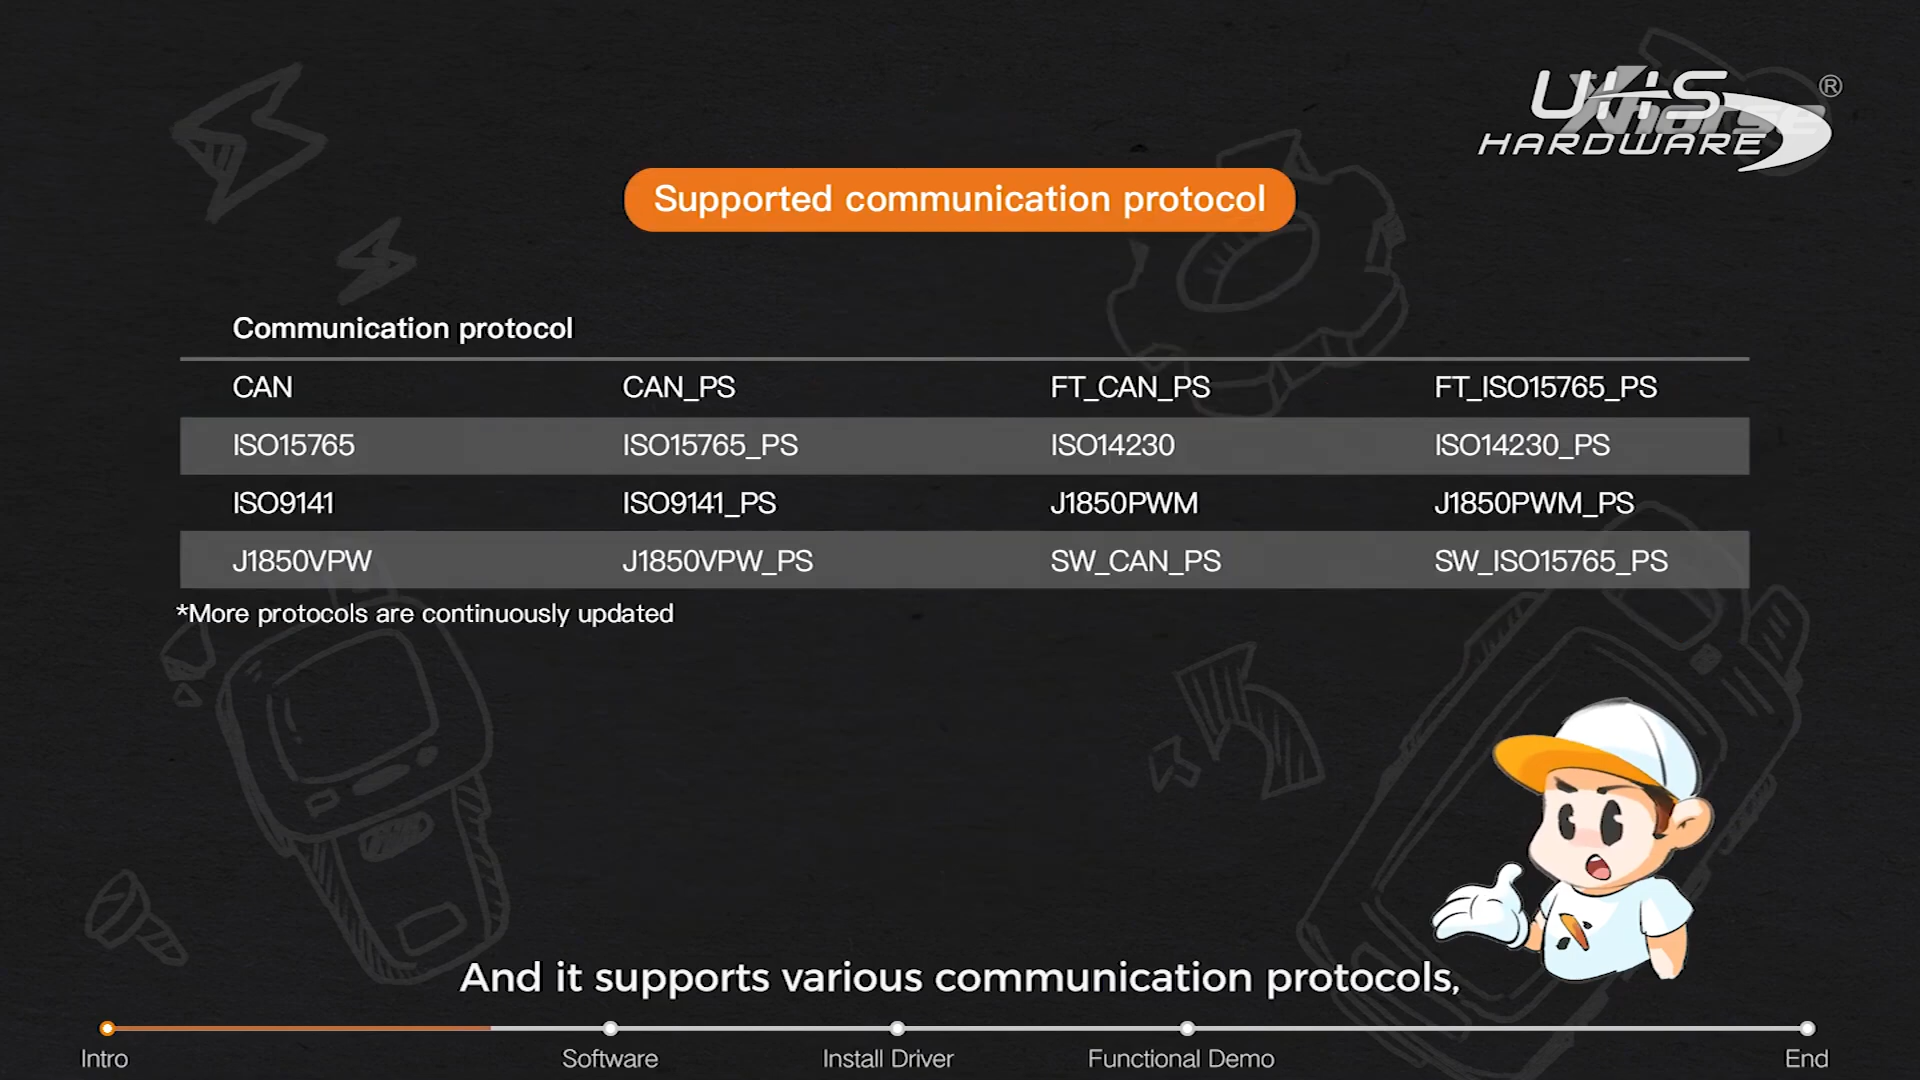 UHS
HARDWARE
Xhorse
®
Supported communication protocol
Communication protocol
CAN CAN_PS FT_CAN_PS FT_ISO15765_PS
ISO15765 ISO15765_PS ISO14230 ISO14230_PS
ISO9141 ISO9141_PS J1850PWM J1850PWM_PS
J1850VPW J1850VPW_PS SW_CAN_PS SW_ISO15765_PS
*More protocols are continuously updated
And it supports various communication protocols,
Intro Software Install Driver Functional Demo End